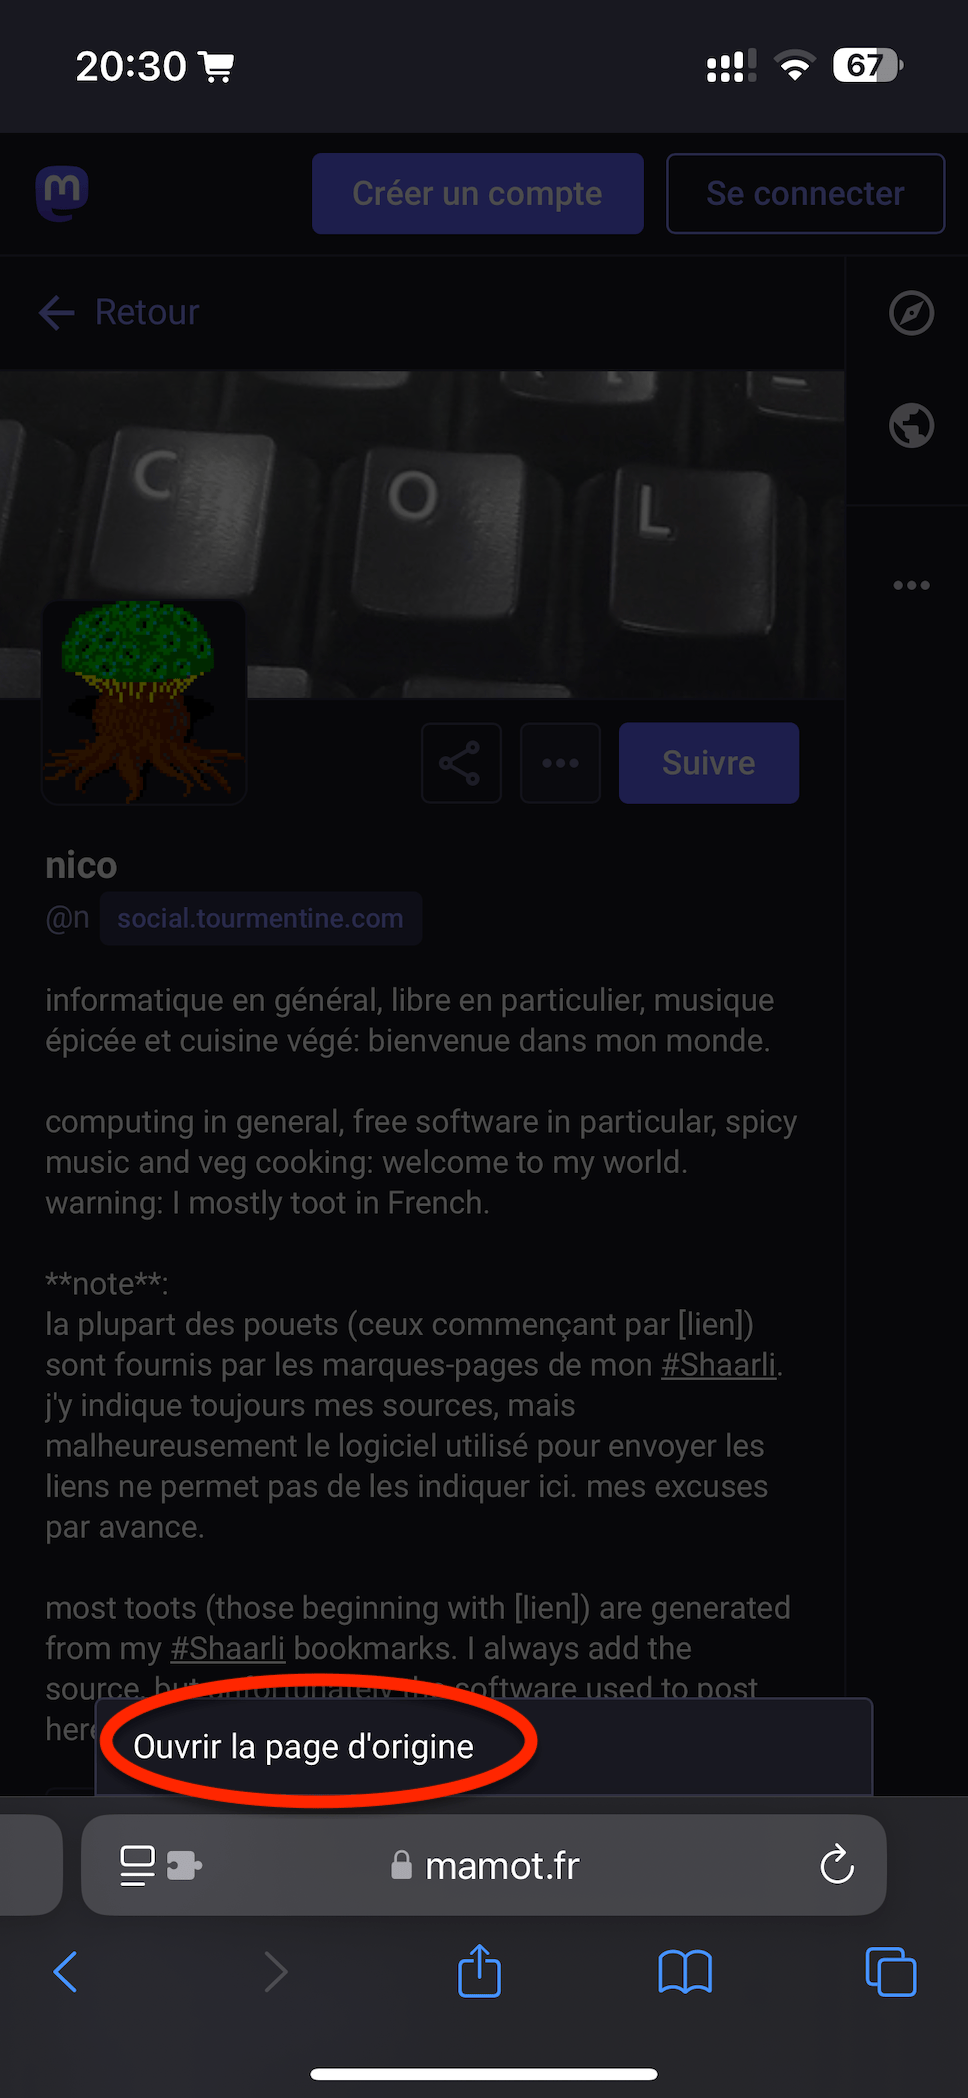 20:30
67
m
Créer un compte
Se connecter
Retour
C O L
Suivre
nico
@n social.tourmentine.com
informatique en général, libre en particulier, musique
épicée et cuisine végé: bienvenue dans mon monde.
computing in general, free software in particular, spicy
music and veg cooking: welcome to my world.
warning: I mostly toot in French.
**note**:
la plupart des pouets (ceux commençant par [lien])
sont fournis par les marques-pages de mon #Shaarli.
j'y indique toujours mes sources, mais
malheureusement le logiciel utilisé pour envoyer les
liens ne permet pas de les indiquer ici. mes excuses
par avance.
most toots (those beginning with [lien]) are generated
from my #Shaarli bookmarks. I always add the
source, but unfortunately the software used to post
here
Ouvrir la page d'origine
mamot.fr